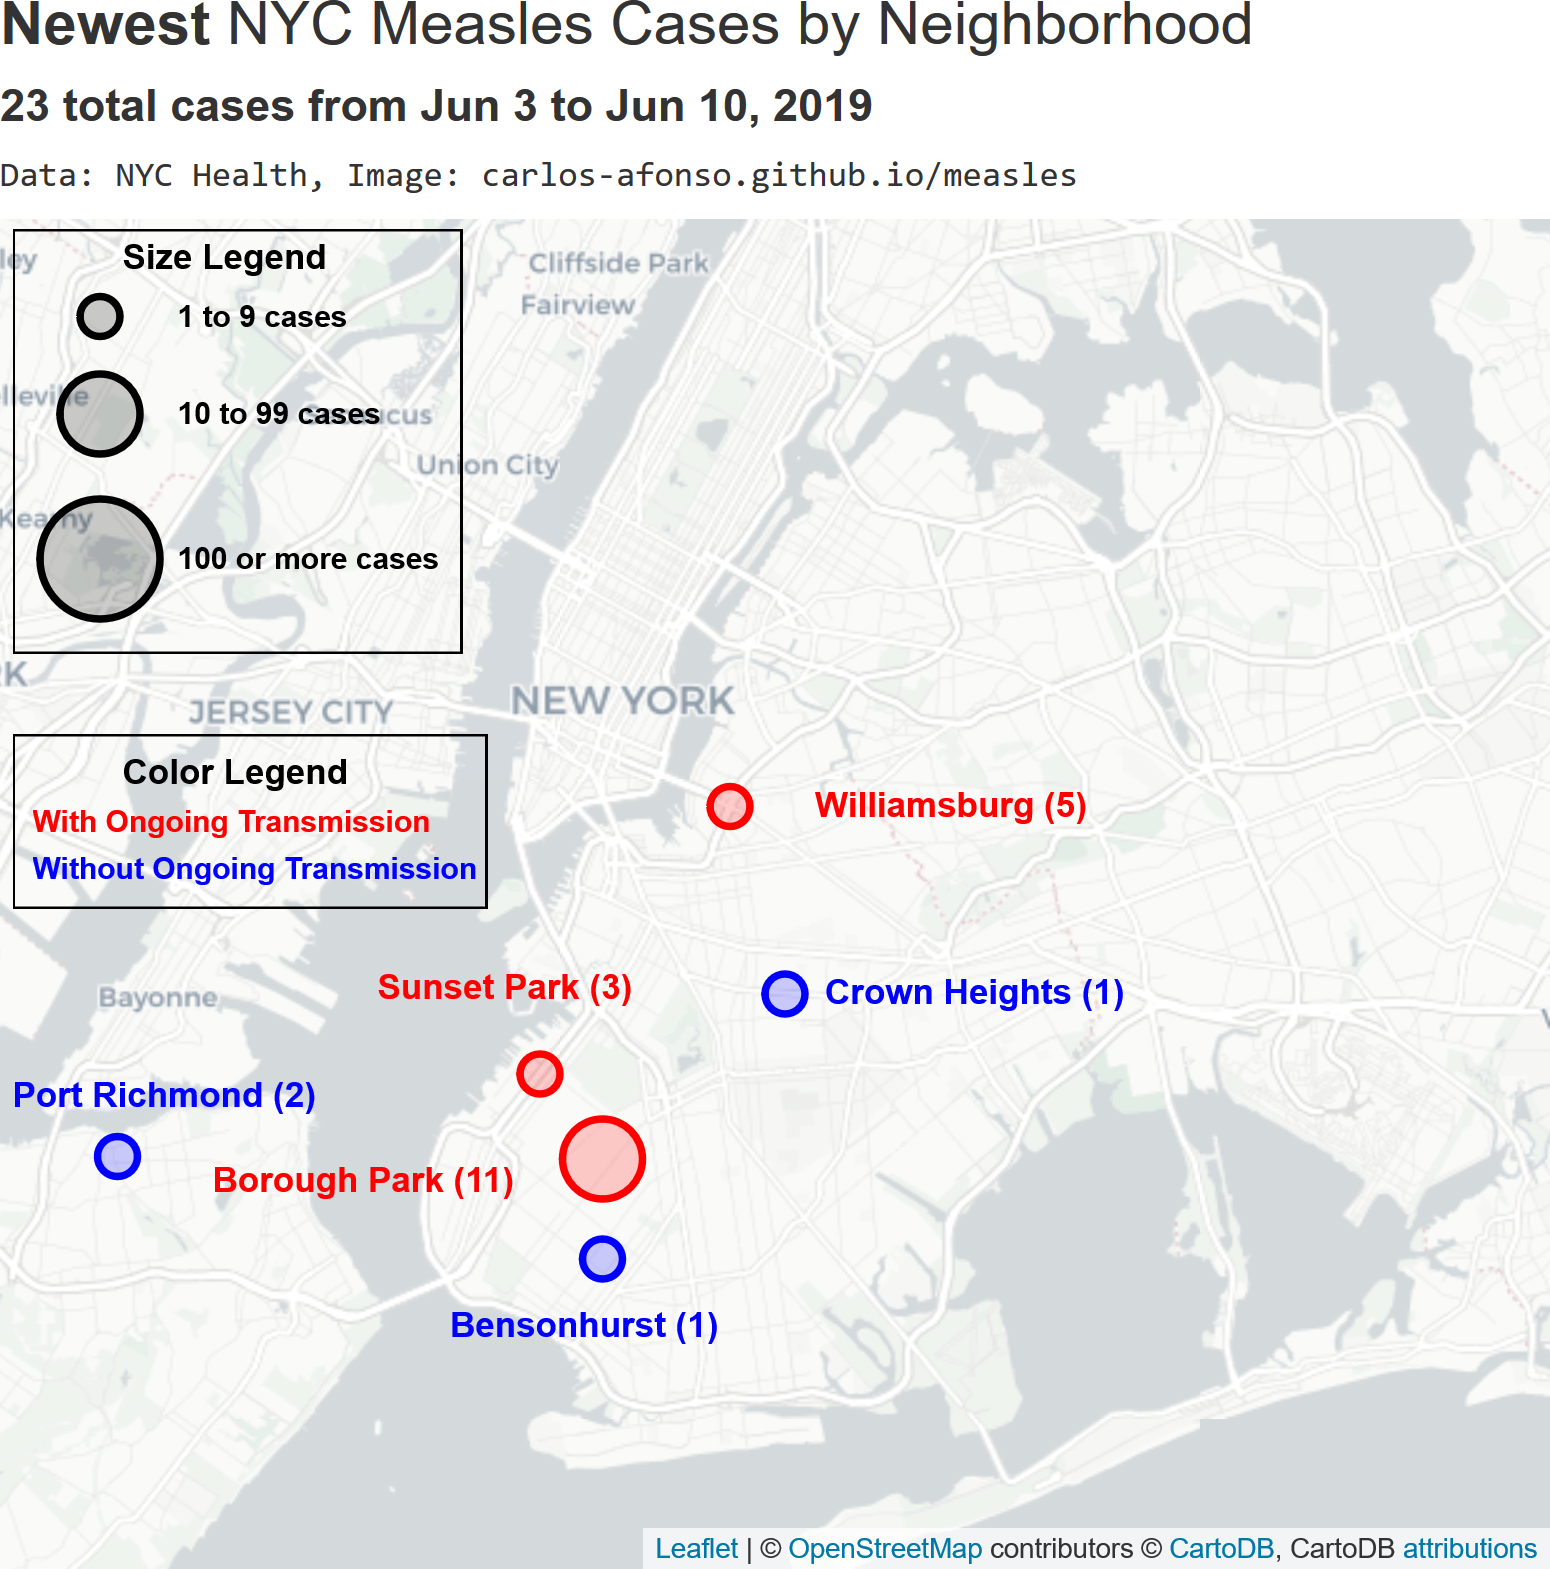 Newest NYC Measles Cases by Neighborhood
23 total cases from Jun 3 to Jun 10, 2019
Data: NYC Health, Image: carlos-afonso.github.io/measles
Size Legend
1 to 9 cases
10 to 99 cases
100 or more cases
Cliffside Park
Fairview
Union City
Kearny
JERSEY CITY
NEW YORK
Color Legend
With Ongoing Transmission
Without Ongoing Transmission
Williamsburg (5)
Sunset Park (3)
Crown Heights (1)
Bayonne
Port Richmond (2)
Borough Park (11)
Bensonhurst (1)
Leaflet | © OpenStreetMap contributors © CartoDB, CartoDB attributions